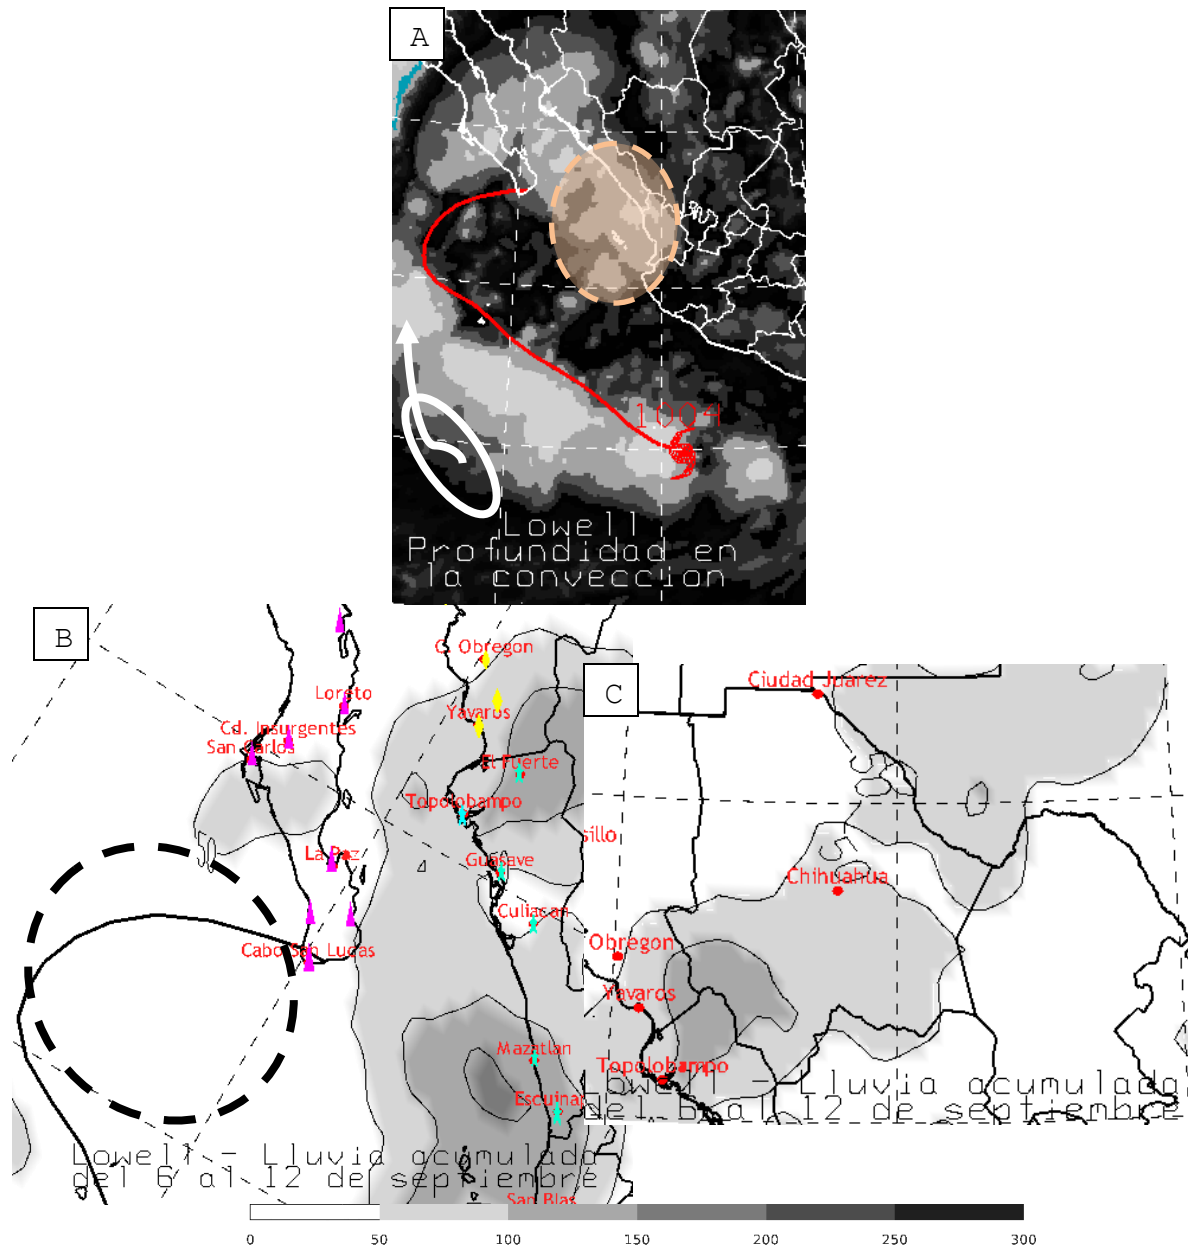 A
1004
Lowell
Profundidad en
la conveccion
B
C. Obregon
Loreto
Yavaros
Cd. Insurgentes
San Carlos
El Fuerte
Topolobampo
La Paz
Guasave
Culiacan
Cabo San Lucas
Mazatlan
Escuina
Lowell - Lluvia acumulada
del 6 al 12 de septiembre
San Blas
C
Ciudad Juarez
sillo
Chihuahua
Obregon
Yavaros
Topolobampo
Lowell - Lluvia acumulada
del 6 al 12 de septiembre
50
0 50 100 150 200 250 300